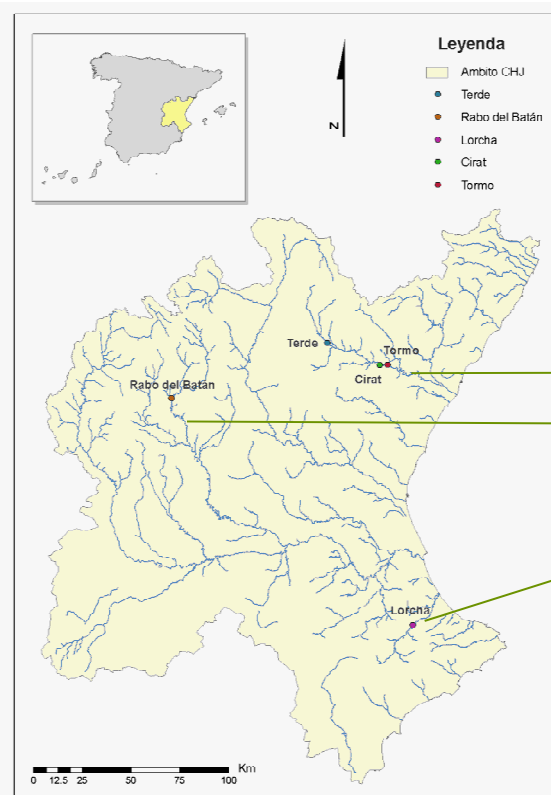 Leyenda
Ambito CHJ
Terde
Rabo del Batán
Lorcha
Cirat
Tormo
N
Terde
Tormo
Cirat
Rabo del Batán
Lorcha
Km
0 12.5 25 50 75 100